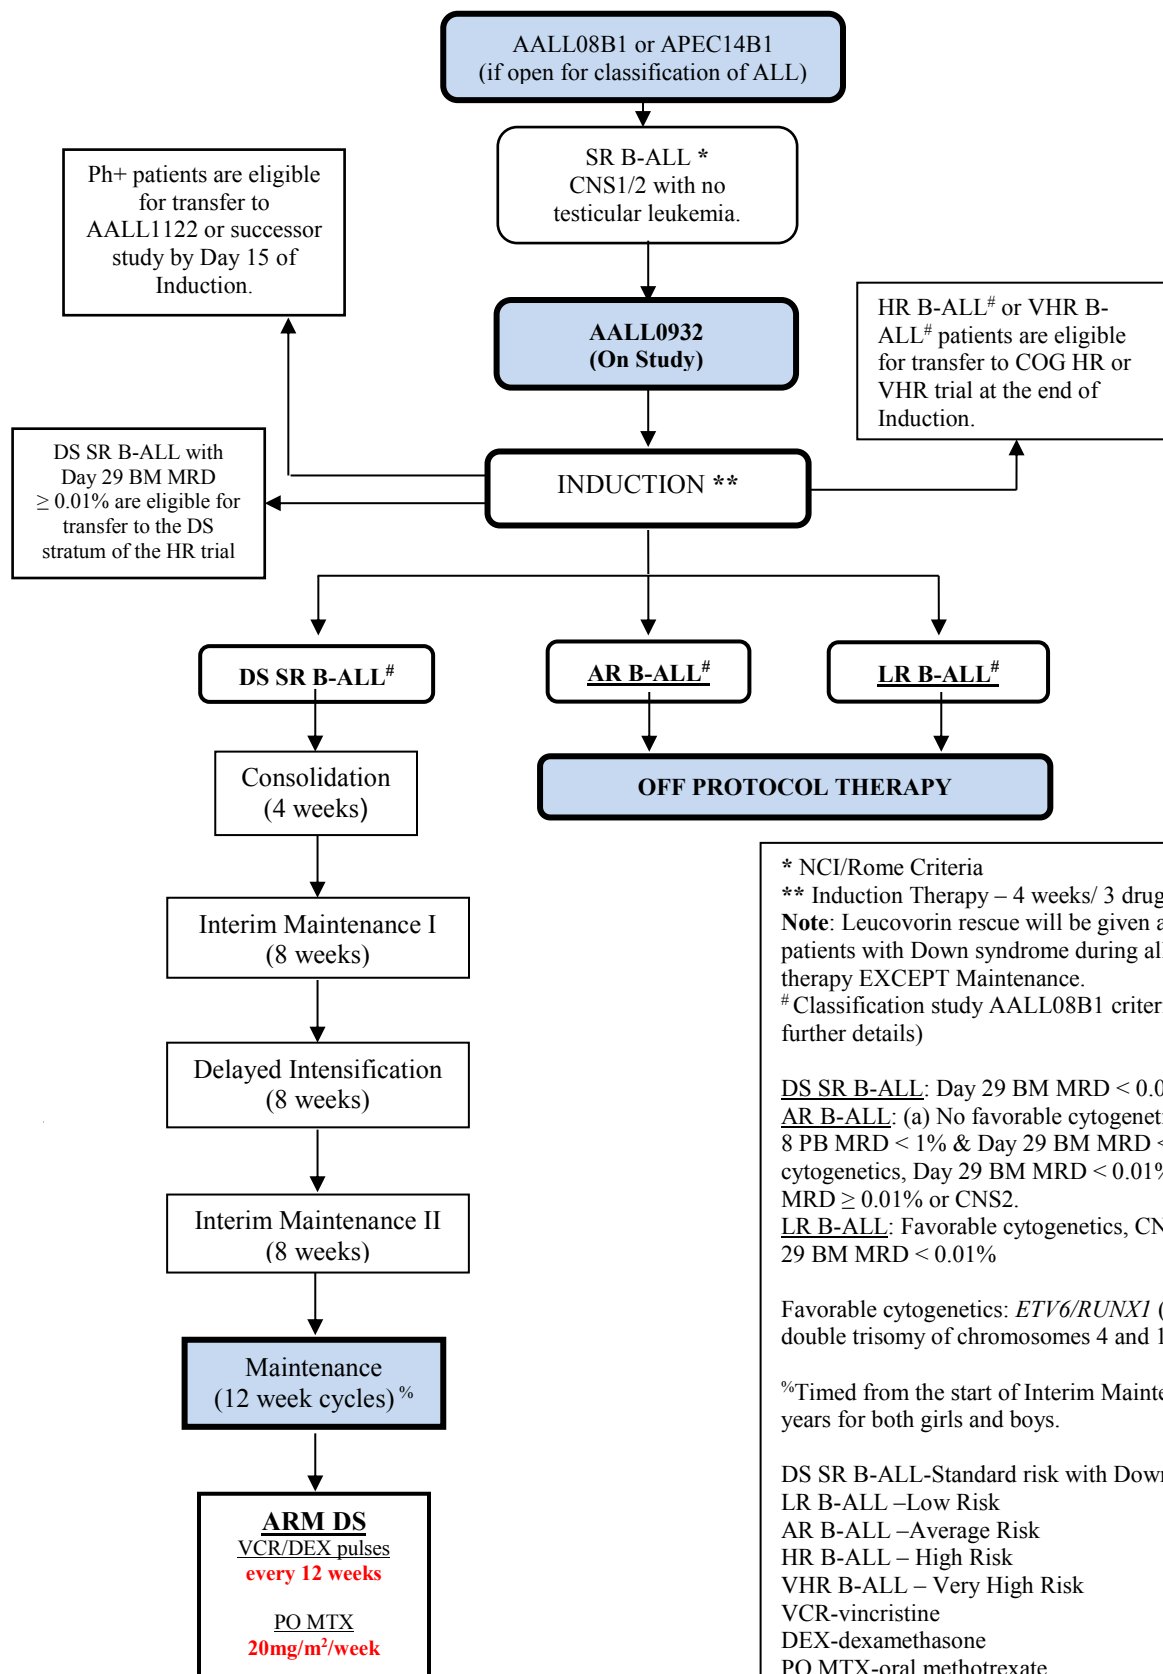 AALL08B1 or APEC14B1
(if open for classification of ALL)
SR B-ALL *
CNS1/2 with no
testicular leukemia.
Ph+ patients are eligible
for transfer to
AALL1122 or successor
study by Day 15 of
Induction.
AALL0932
(On Study)
HR B-ALL# or VHR B-
ALL# patients are eligible
for transfer to COG HR or
VHR trial at the end of
Induction.
DS SR B-ALL with
Day 29 BM MRD
≥ 0.01% are eligible for
transfer to the DS
stratum of the HR trial
INDUCTION **
DS SR B-ALL#
AR B-ALL#
LR B-ALL#
Consolidation
(4 weeks)
OFF PROTOCOL THERAPY
Interim Maintenance I
(8 weeks)
Delayed Intensification
(8 weeks)
Interim Maintenance II
(8 weeks)
Maintenance
(12 week cycles) %
ARM DS
VCR/DEX pulses
every 12 weeks
PO MTX
20mg/m²/week
* NCI/Rome Criteria
** Induction Therapy – 4 weeks/ 3 drug
Note: Leucovorin rescue will be given a
patients with Down syndrome during al
therapy EXCEPT Maintenance.
# Classification study AALL08B1 criteri
further details)
DS SR B-ALL: Day 29 BM MRD < 0.0
AR B-ALL: (a) No favorable cytogenet
8 PB MRD < 1% & Day 29 BM MRD <
cytogenetics, Day 29 BM MRD < 0.01%
MRD ≥ 0.01% or CNS2.
LR B-ALL: Favorable cytogenetics, CN
29 BM MRD < 0.01%
Favorable cytogenetics: ETV6/RUNX1 (
double trisomy of chromosomes 4 and 1
%Timed from the start of Interim Mainte
years for both girls and boys.
DS SR B-ALL-Standard risk with Down
LR B-ALL –Low Risk
AR B-ALL –Average Risk
HR B-ALL – High Risk
VHR B-ALL – Very High Risk
VCR-vincristine
DEX-dexamethasone
PO MTX-oral methotrexate